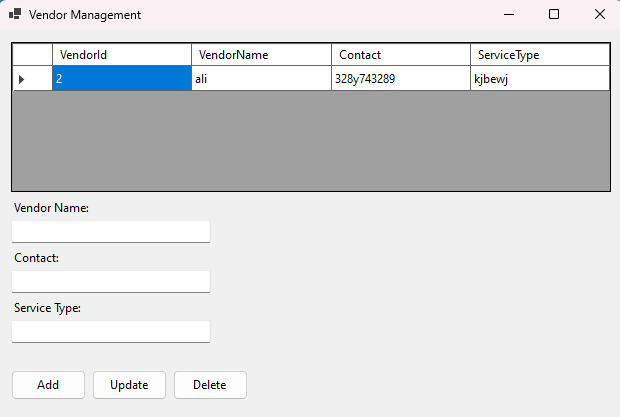 Vendor Management
VendorId VendorName Contact ServiceType
2 ali 328y743289 kjbewj
Vendor Name:
Contact:
Service Type:
Add Update Delete